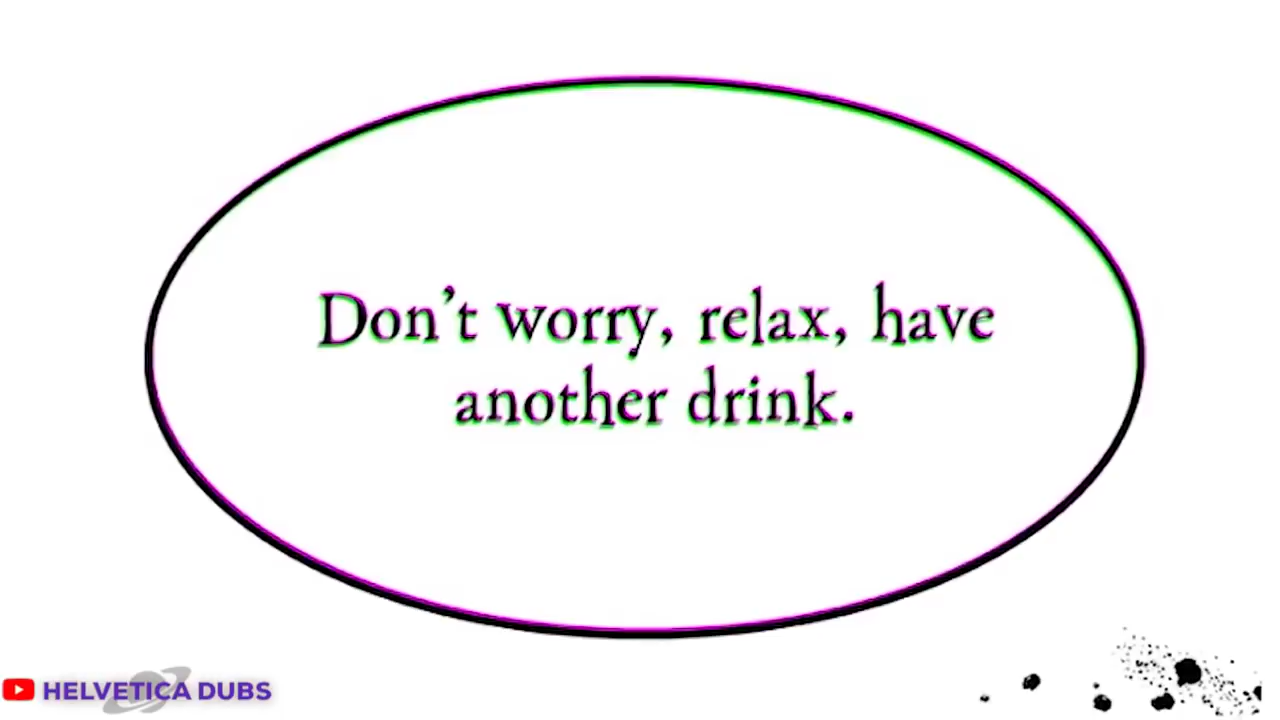 Don't worry, relax, have
another drink.
HELVETICA DUBS